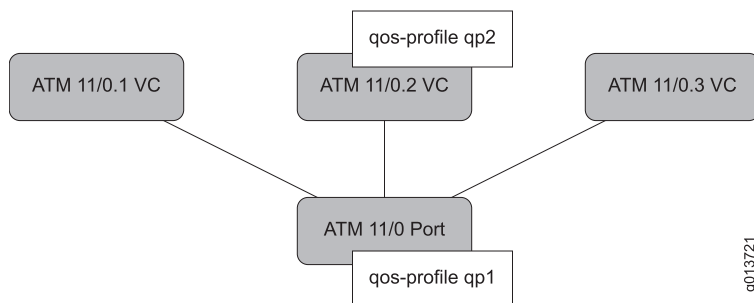 qos-profile qp2
ATM 11/0.1 VC
ATM 11/0.2 VC
ATM 11/0.3 VC
ATM 11/0 Port
qos-profile qp1
g013721